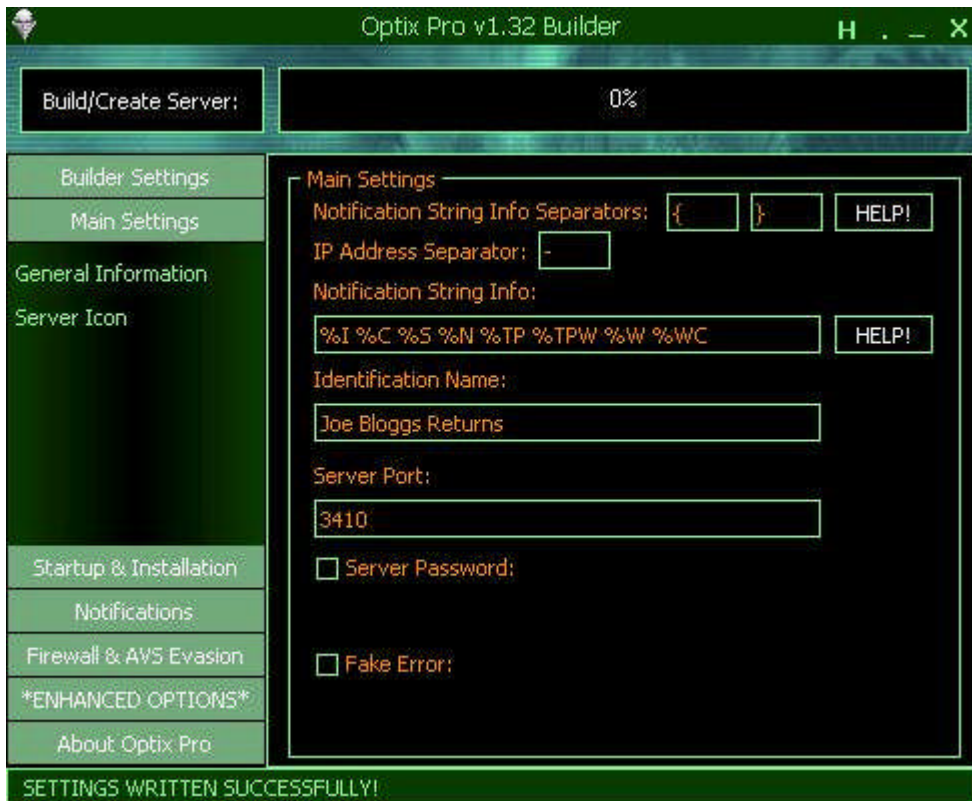 Optix Pro v1.32 Builder H . _ X
Build/Create Server: 0%
Builder Settings
Main Settings
General Information
Server Icon
Startup & Installation
Notifications
Firewall & AVS Evasion
*ENHANCED OPTIONS*
About Optix Pro
Main Settings
Notification String Info Separators: { } HELP!
IP Address Separator: -
Notification String Info:
%I %C %S %N %TP %TPW %W %WC HELP!
Identification Name:
Joe Bloggs Returns
Server Port:
3410
Server Password:
Fake Error:
SETTINGS WRITTEN SUCCESSFULLY!